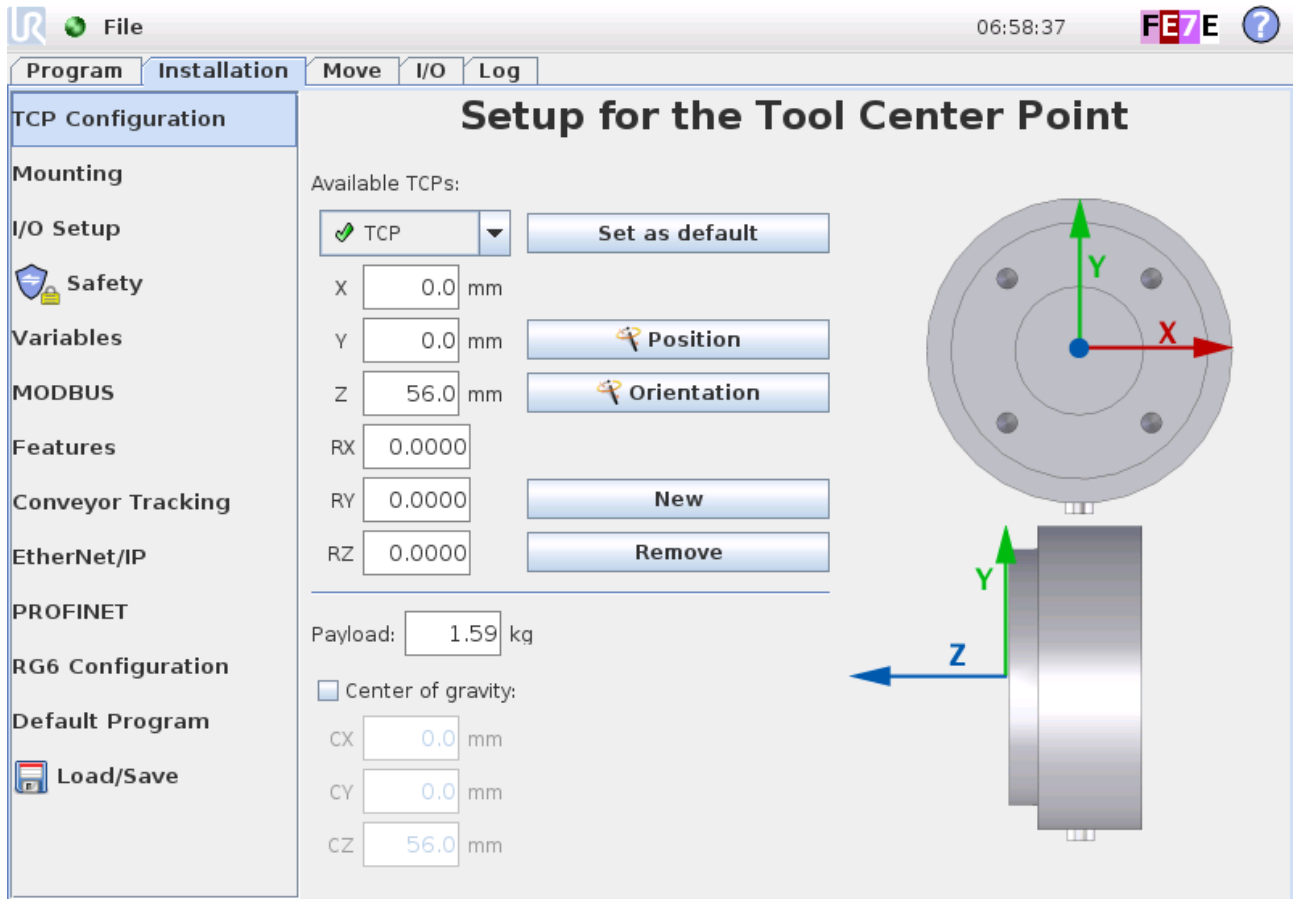 UR File 06:58:37 FE7E ?
Program Installation Move I/O Log
TCP Configuration
Mounting
I/O Setup
Safety
Variables
MODBUS
Features
Conveyor Tracking
EtherNet/IP
PROFINET
RG6 Configuration
Default Program
Load/Save
Setup for the Tool Center Point
Available TCPs:
TCP Set as default
X 0.0 mm
Y 0.0 mm Position
Z 56.0 mm Orientation
RX 0.0000
RY 0.0000 New
RZ 0.0000 Remove
Payload: 1.59 kg
Center of gravity:
CX 0.0 mm
CY 0.0 mm
CZ 56.0 mm
Y
X
Y
Z